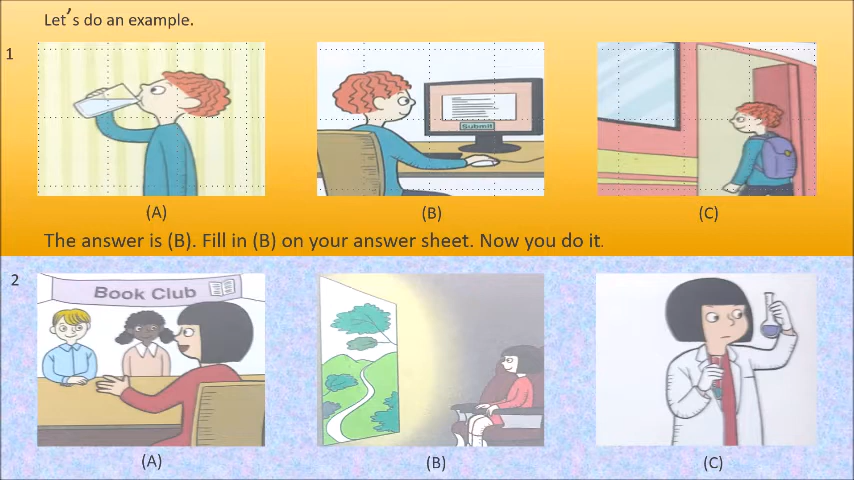 Let's do an example.
1
Submit
(A) (B) (C)
The answer is (B). Fill in (B) on your answer sheet. Now you do it.
2
Book Club
(A) (B) (C)